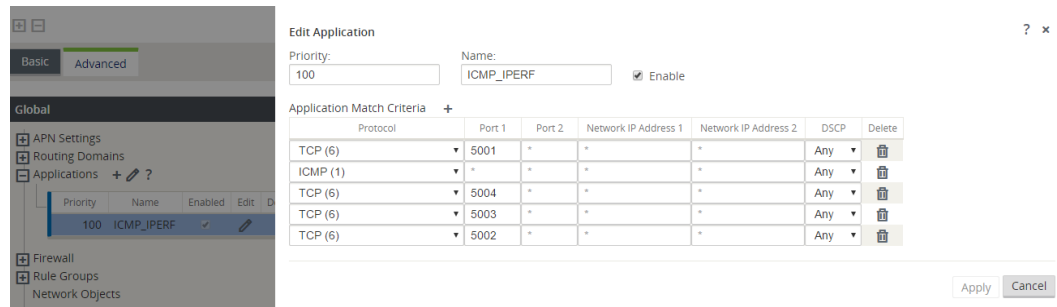 Edit Application
? ×
Basic
Advanced
Priority:
Name:
100
ICMP_IPERF
Enable
Global
Application Match Criteria +
Protocol Port 1 Port 2 Network IP Address 1 Network IP Address 2 DSCP Delete
TCP (6) 5001 * * * Any
ICMP (1) * * * * Any
TCP (6) 5004 * * * Any
TCP (6) 5003 * * * Any
TCP (6) 5002 * * * Any
APN Settings
Routing Domains
Applications + ?
Priority Name Enabled Edit
100 ICMP_IPERF
Firewall
Rule Groups
Network Objects
Apply Cancel